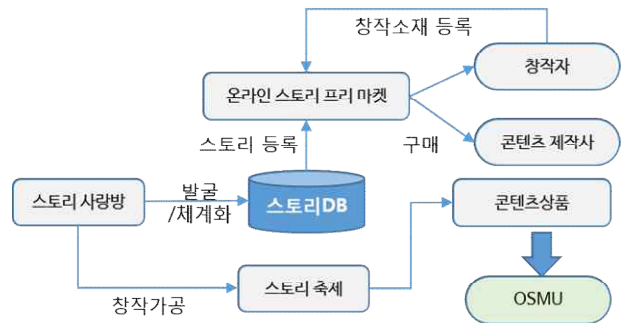 창작소재 등록
온라인 스토리 프리 마켓
창작자
스토리 등록
구매
콘텐츠 제작사
스토리 사랑방
발굴
/체계화
스토리DB
콘텐츠상품
창작가공
스토리 축제
OSMU